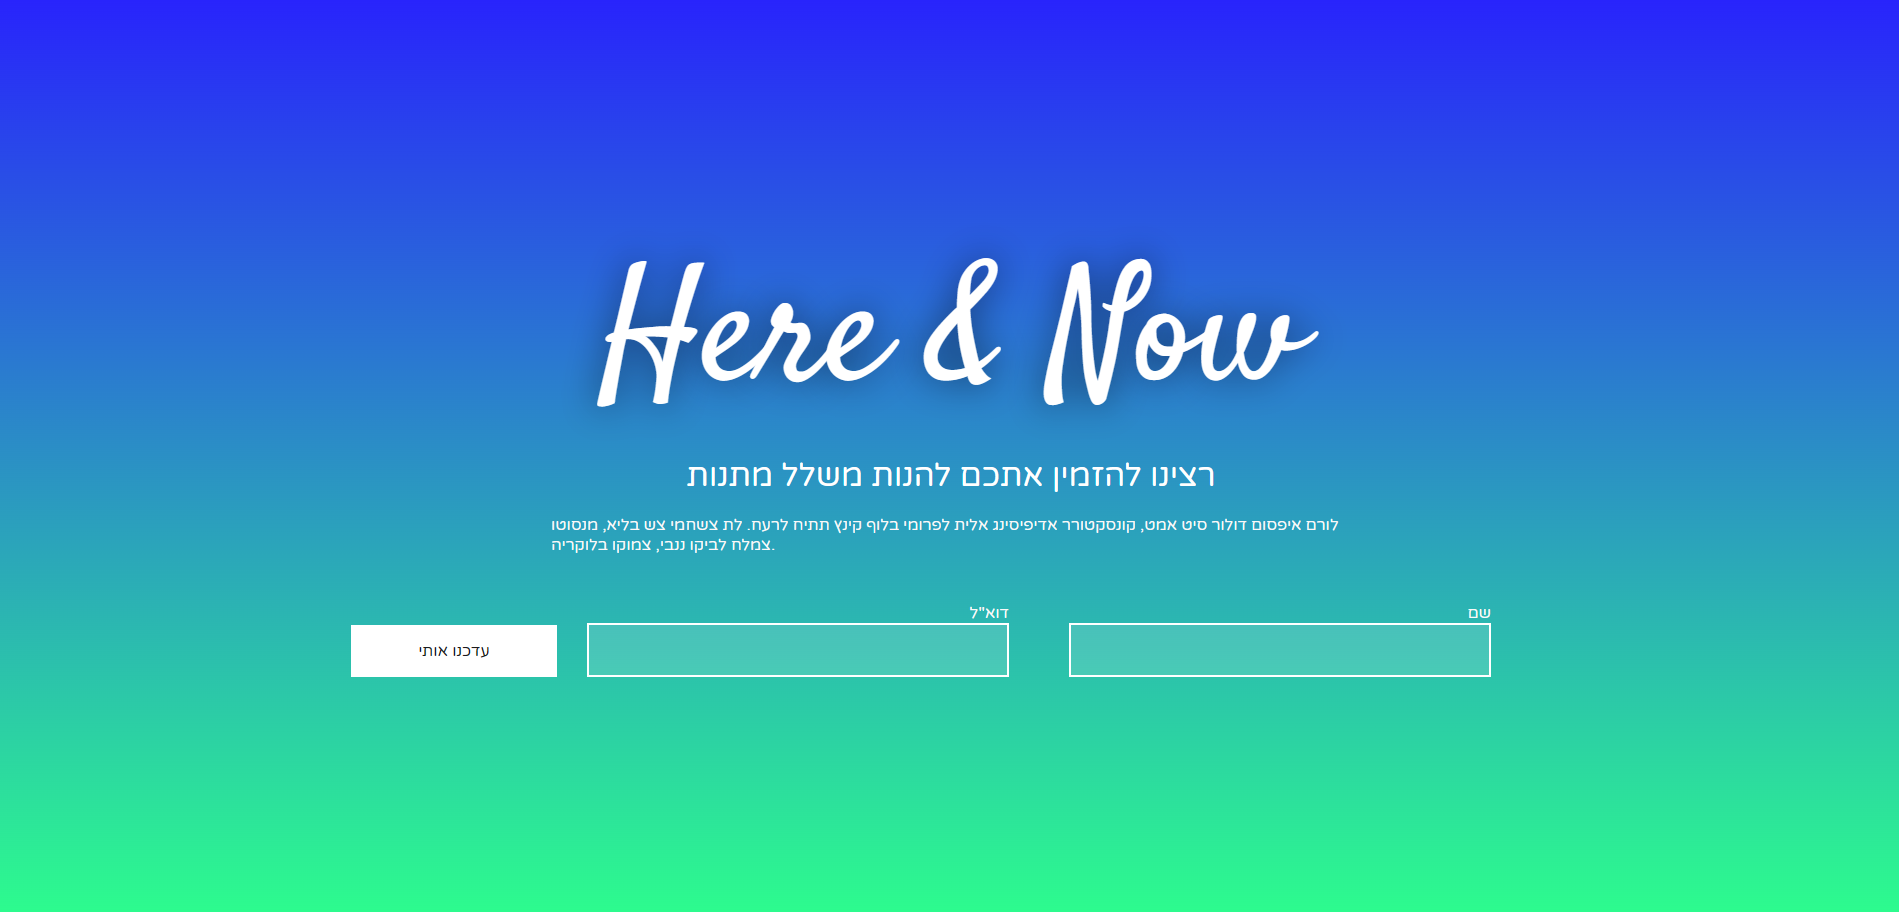 Here & Now
רצינו להזמין אתכם להנות משלל מתנות
לורם איפסום דולור סיט אמט, קונסקטורר אדיפיסינג אלית לפרומי בלוף קינץ תתיח לרעח. לת צשחמי צש בליא, מנסוטו
צמלח לביקו ננבי, צמוקו בלוקריה.
שם
דוא"ל
עדכנו אותי